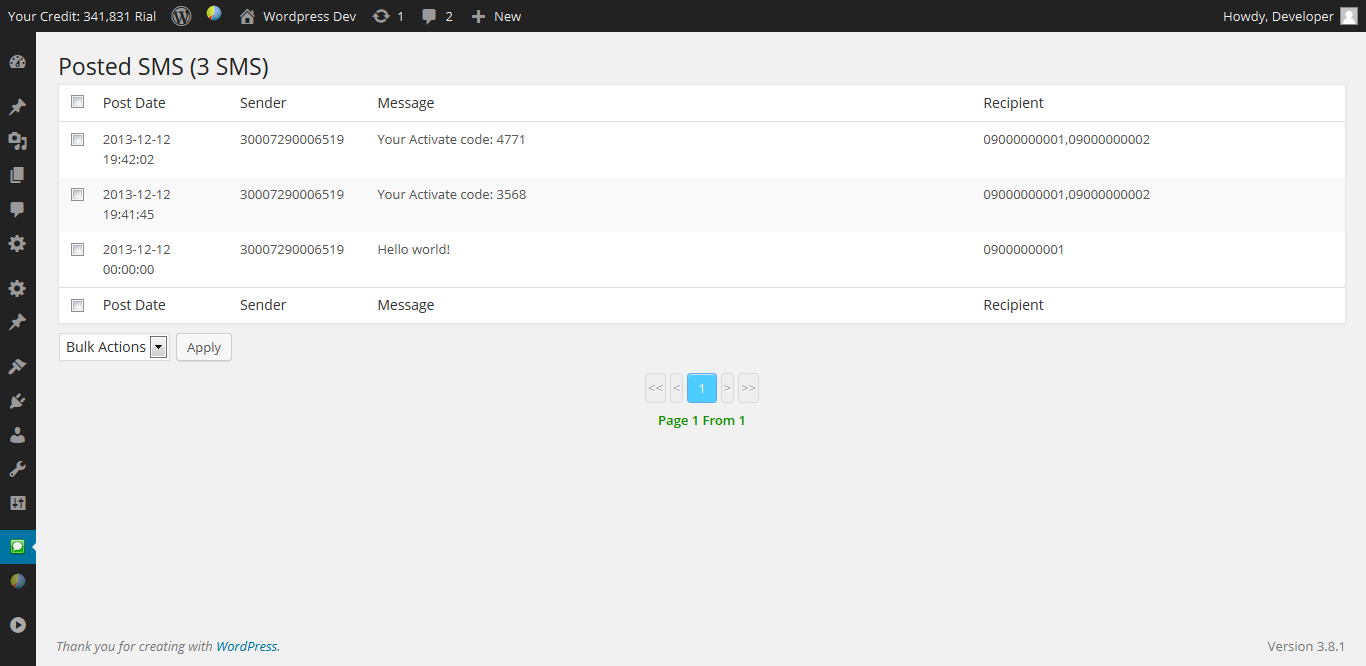 Your Credit: 341,831 Rial Wordpress Dev 1 2 New Howdy, Developer
Posted SMS (3 SMS)
Post Date Sender Message Recipient
2013-12-12 30007290006519 Your Activate code: 4771 09000000001,09000000002
19:42:02
2013-12-12 30007290006519 Your Activate code: 3568 09000000001,09000000002
19:41:45
2013-12-12 30007290006519 Hello world! 09000000001
00:00:00
Post Date Sender Message Recipient
Bulk Actions Apply
<< < 1 > >>
Page 1 From 1
Thank you for creating with WordPress. Version 3.8.1